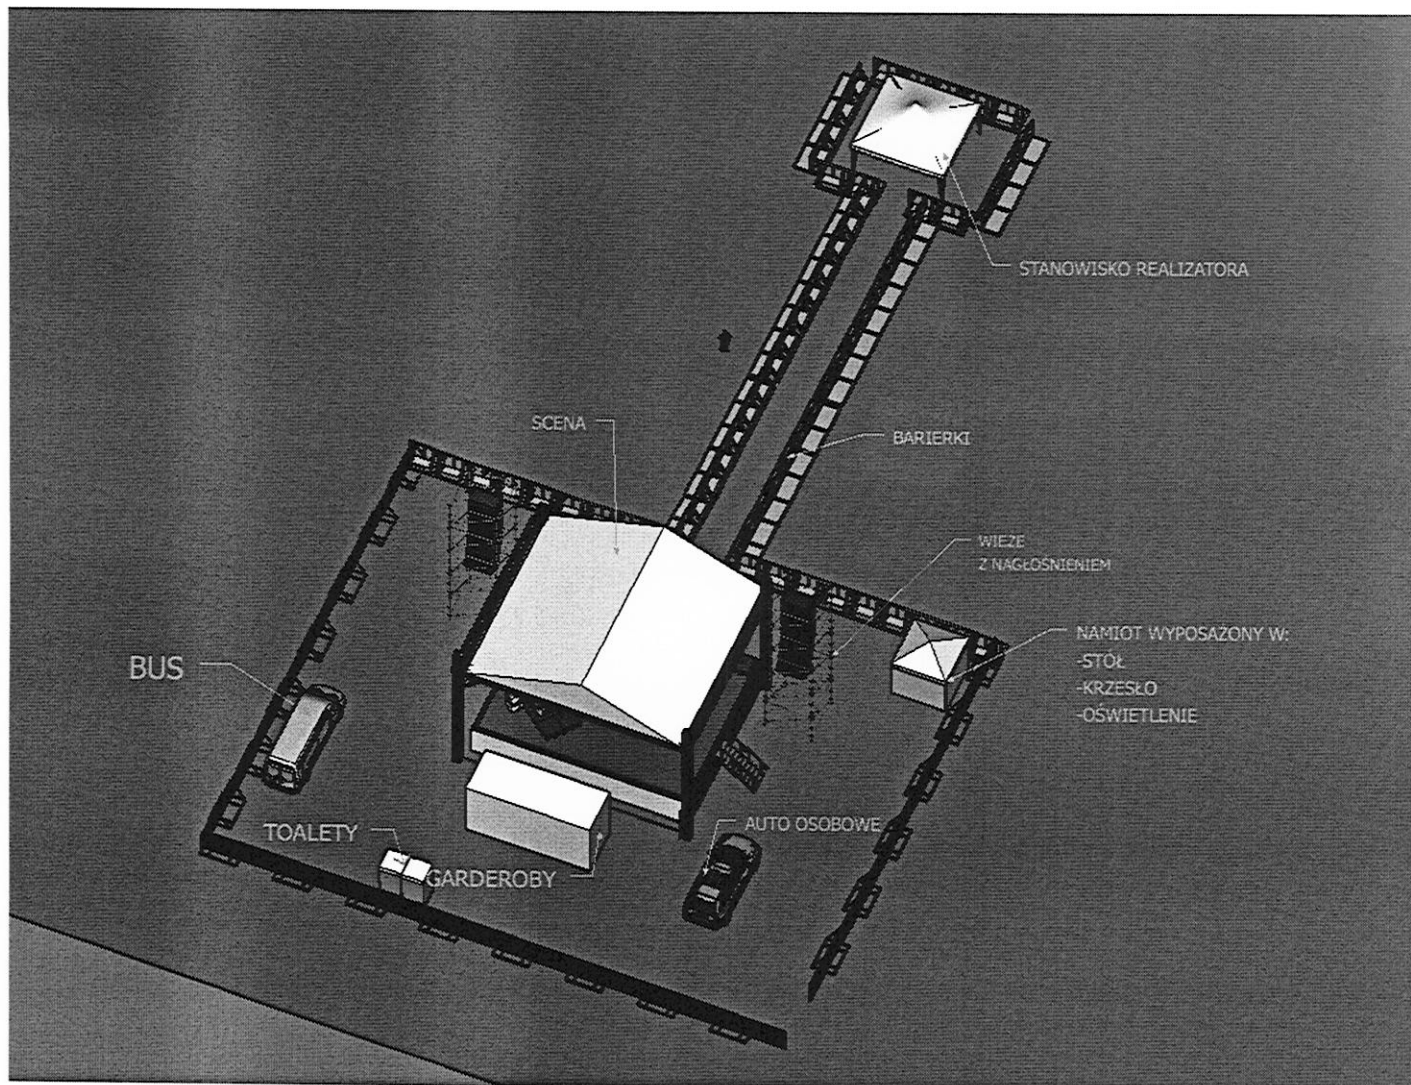 STANOWISKO REALIZATORA
SCENA
BARIERKI
WIEZE
Z NAGŁOŚNIENIEM
NAMIOT WYPOSAŻONY W:
-STÓŁ
-KRZESŁO
-OŚWIETLENIE
BUS
AUTO OSOBOWE
TOALETY
GARDEROBY